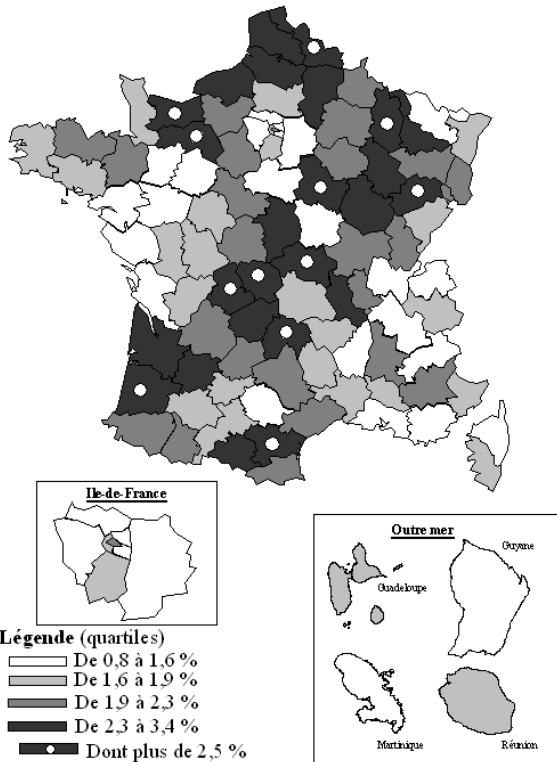 Ile-de-France
Outre mer
Guyane
Guadeloupe
Martinique
Réunion
Légende (quartiles)
De 0,8 à 1,6 %
De 1,6 à 1,9 %
De 1,9 à 2,3 %
De 2,3 à 3,4 %
Dont plus de 2,5 %